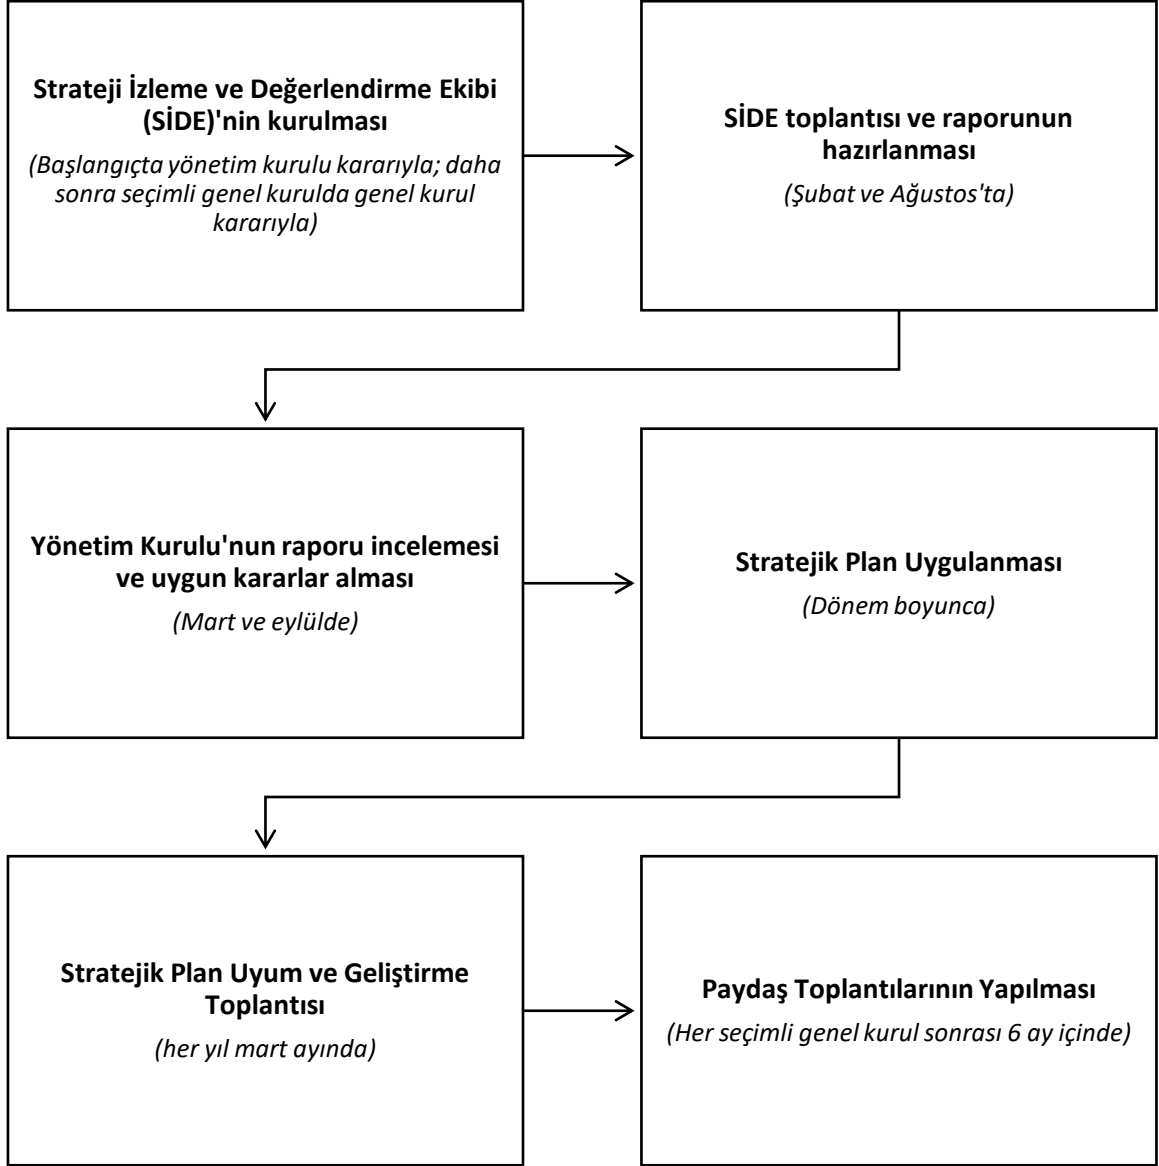 Strateji İzleme ve Değerlendirme Ekibi
(SİDE)'nin kurulması
(Başlangıçta yönetim kurulu kararıyla; daha
sonra seçimli genel kurulda genel kurul
kararıyla)
SİDE toplantısı ve raporunun
hazırlanması
(Şubat ve Ağustos'ta)
Yönetim Kurulu'nun raporu incelemesi
ve uygun kararlar alması
(Mart ve eylülde)
Stratejik Plan Uygulanması
(Dönem boyunca)
Stratejik Plan Uyum ve Geliştirme
Toplantısı
(her yıl mart ayında)
Paydaş Toplantılarının Yapılması
(Her seçimli genel kurul sonrası 6 ay içinde)